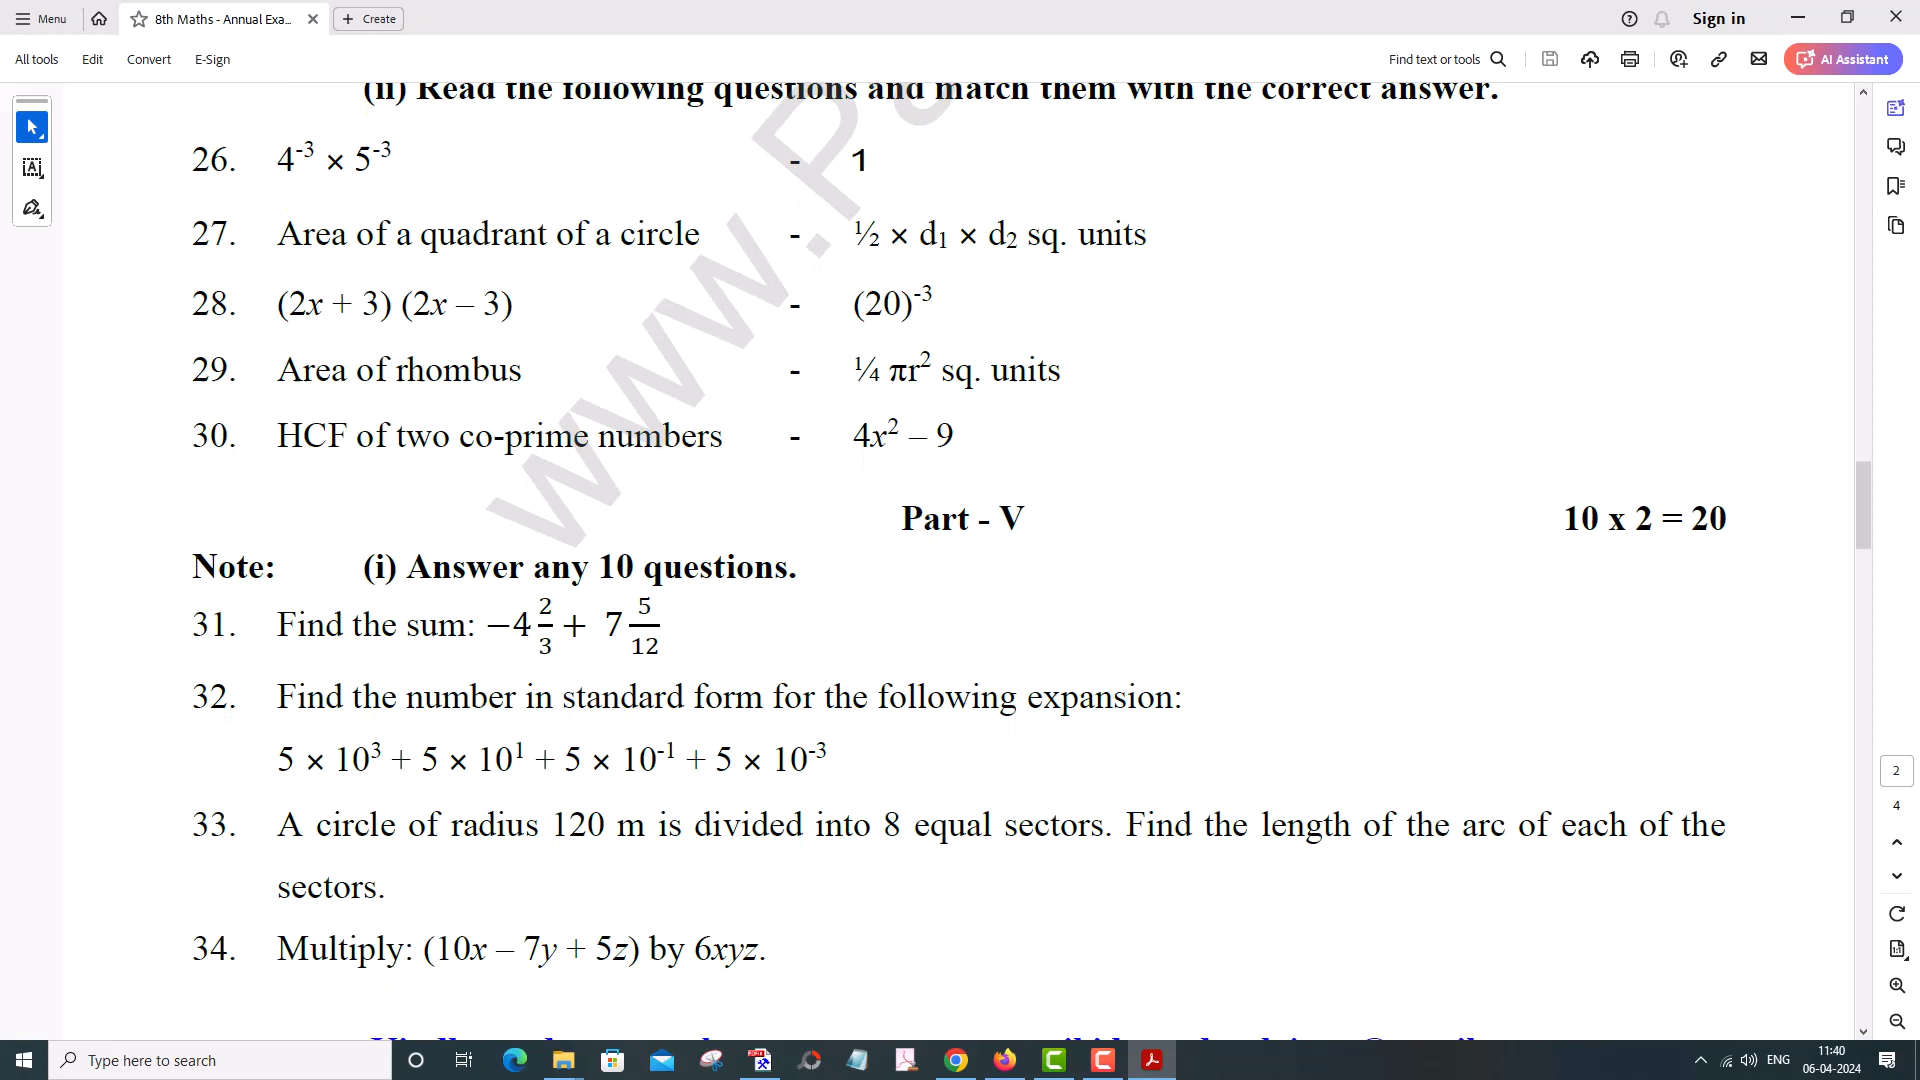 Menu
8th Maths - Annual Exa...
Create
Sign in
All tools Edit Convert E-Sign
Find text or tools
AI Assistant
(ii) Read the following questions and match them with the correct answer.
26. 4⁻³ × 5⁻³ - 1
27. Area of a quadrant of a circle - ½ × d₁ × d₂ sq. units
28. (2x + 3) (2x – 3) - (20)⁻³
29. Area of rhombus - ¼ πr² sq. units
30. HCF of two co-prime numbers - 4x² – 9
www.Pa
Part - V 10 x 2 = 20
Note: (i) Answer any 10 questions.
31. Find the sum: −4 2/3 + 7 5/12
32. Find the number in standard form for the following expansion:
5 × 10³ + 5 × 10¹ + 5 × 10⁻¹ + 5 × 10⁻³
33. A circle of radius 120 m is divided into 8 equal sectors. Find the length of the arc of each of the
sectors.
34. Multiply: (10x – 7y + 5z) by 6xyz.
2
4
Type here to search
ENG
11:40
06-04-2024